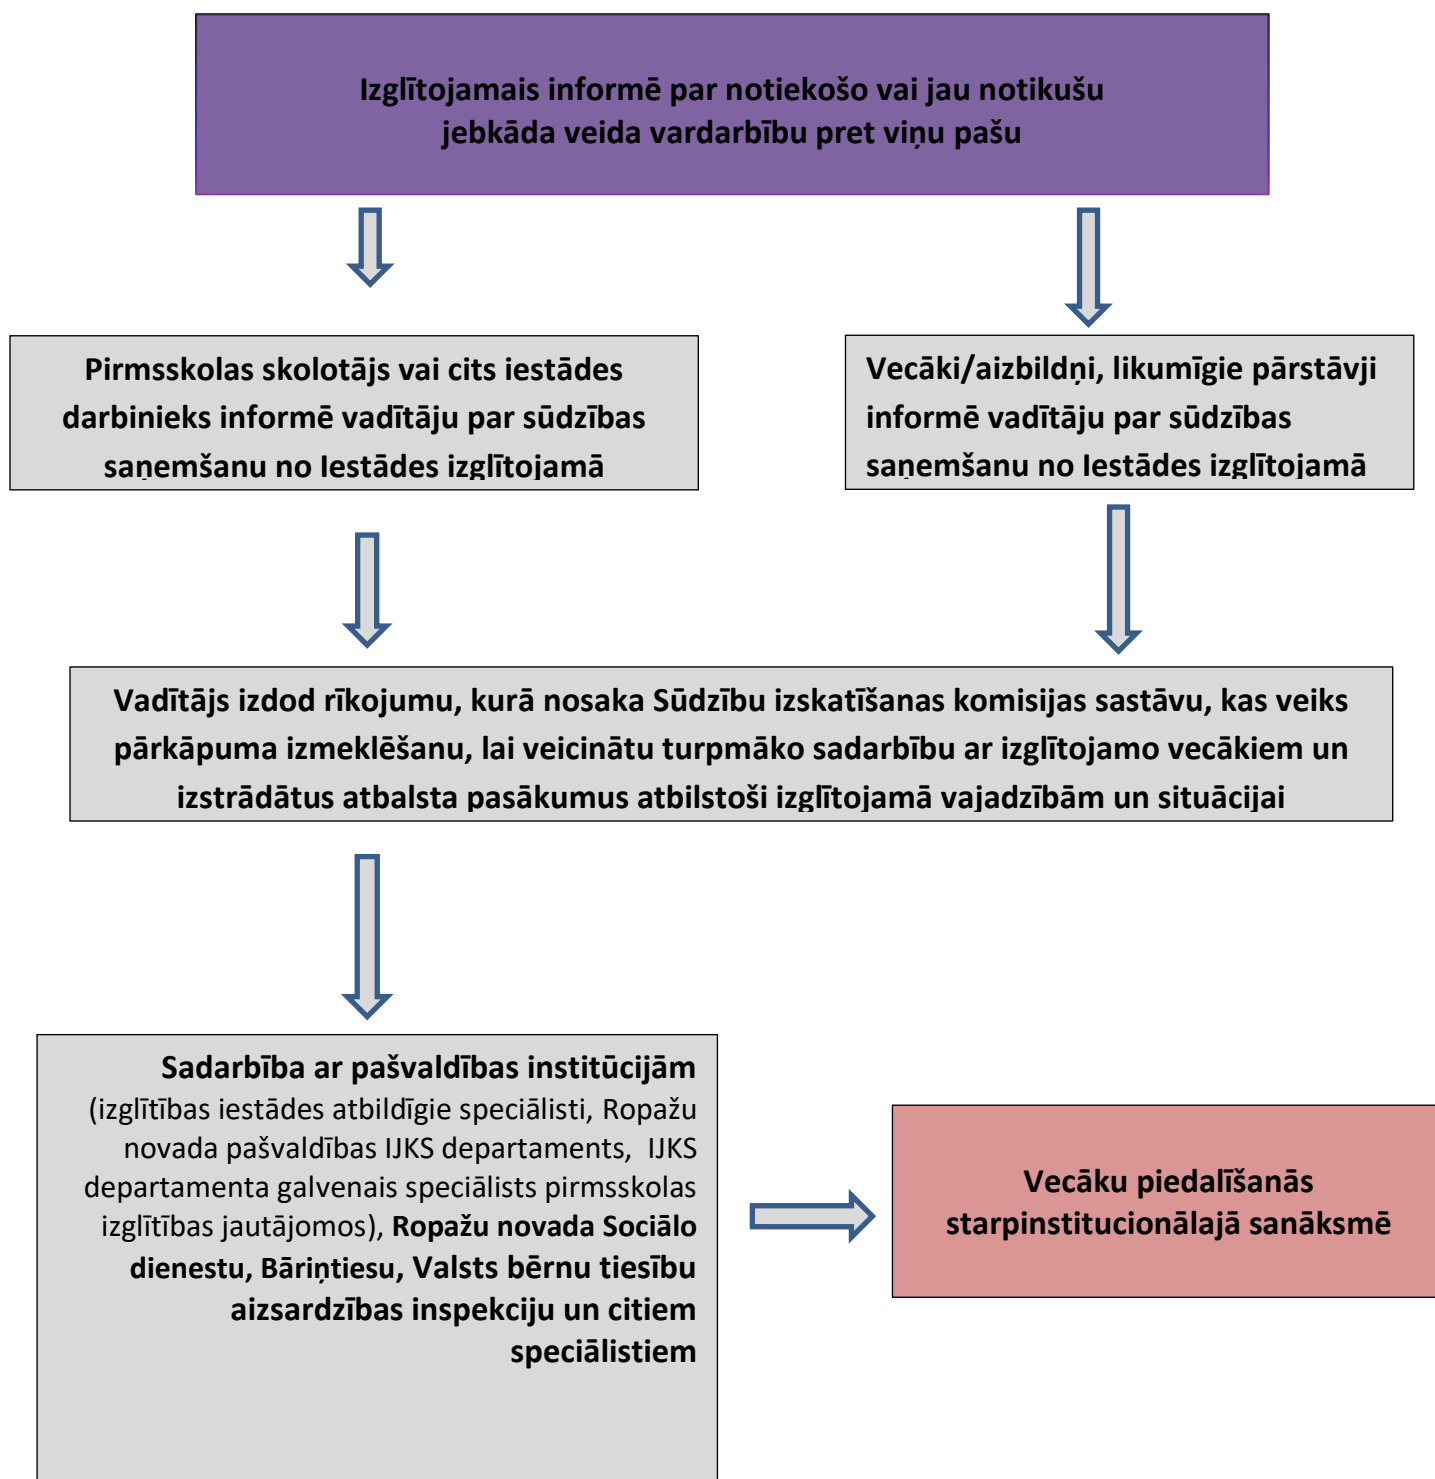 Izglītojamais informē par notiekošo vai jau notikušu
jebkāda veida vardarbību pret viņu pašu
Pirmsskolas skolotājs vai cits iestādes
darbinieks informē vadītāju par sūdzības
saņemšanu no Iestādes izglītojamā
Vecāki/aizbildņi, likumīgie pārstāvji
informē vadītāju par sūdzības
saņemšanu no Iestādes izglītojamā
Vadītājs izdod rīkojumu, kurā nosaka Sūdzību izskatīšanas komisijas sastāvu, kas veiks
pārkāpuma izmeklēšanu, lai veicinātu turpmāko sadarbību ar izglītojamo vecākiem un
izstrādātus atbalsta pasākumus atbilstoši izglītojamā vajadzībām un situācijai
Sadarbība ar pašvaldības institūcijām
(izglītības iestādes atbildīgie speciālisti, Ropažu
novada pašvaldības IJKS departaments, IJKS
departamenta galvenais speciālists pirmsskolas
izglītības jautājomos), Ropažu novada Sociālo
dienestu, Bāriņtiesu, Valsts bērnu tiesību
aizsardzības inspekciju un citiem
speciālistiem
Vecāku piedalīšanās
starpinstitucionālajā sanāksmē